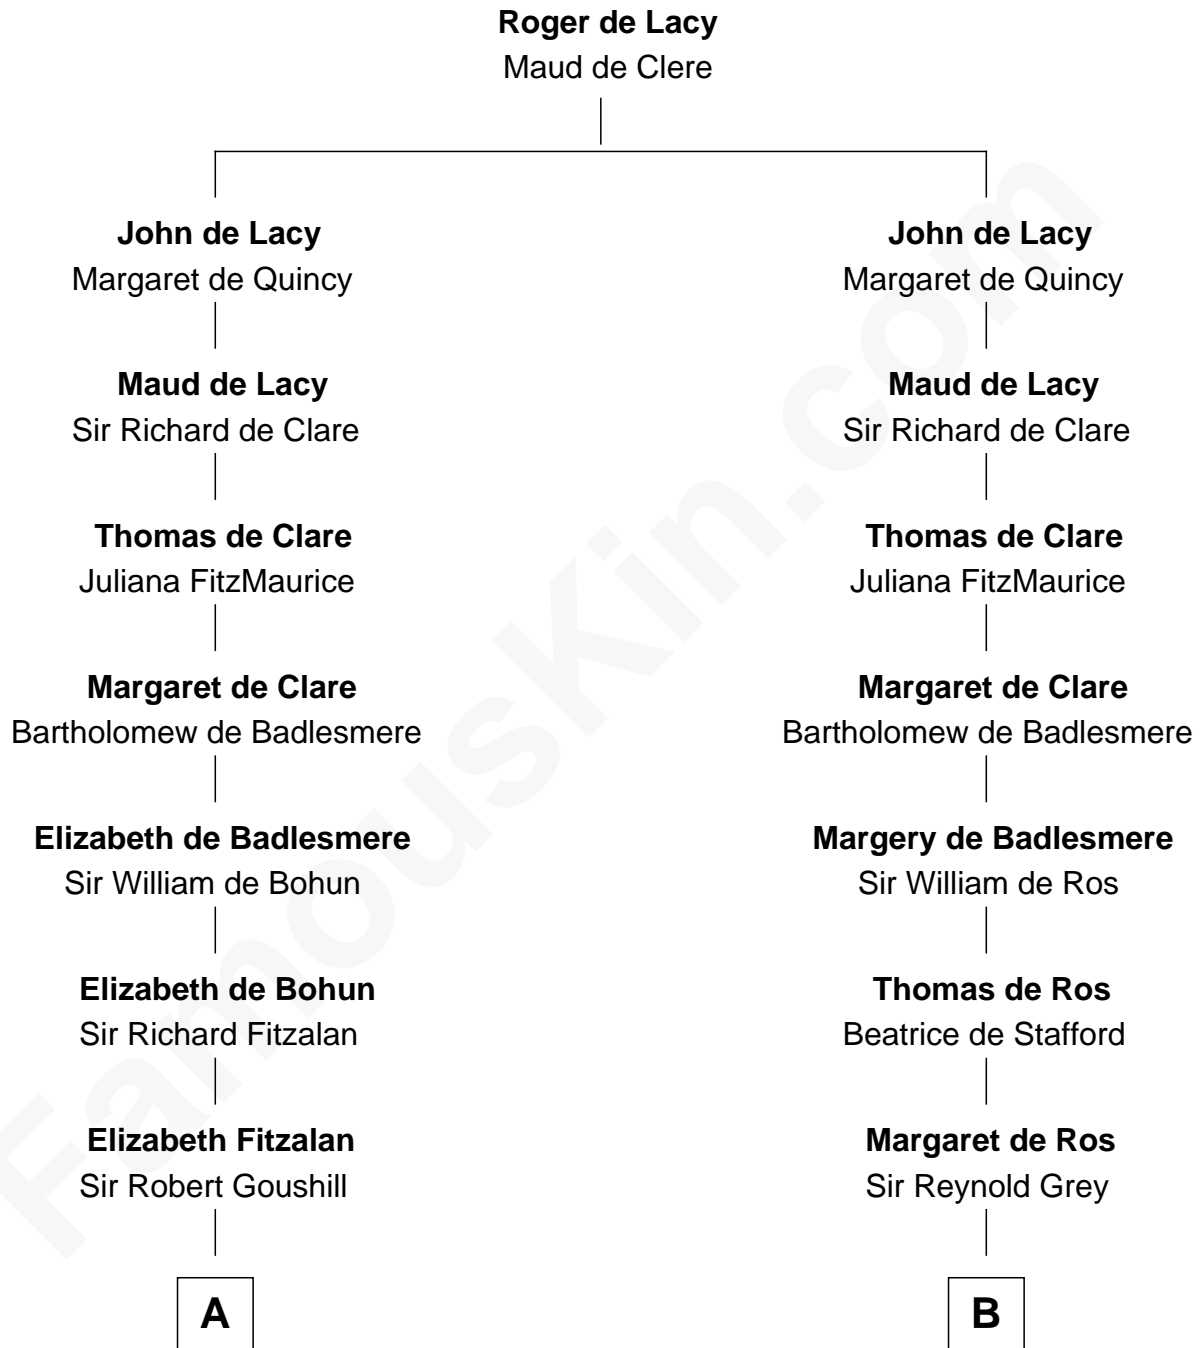 Roger de Lacy
Maud de Clere
John de Lacy
Margaret de Quincy
John de Lacy
Margaret de Quincy
Maud de Lacy
Sir Richard de Clare
Maud de Lacy
Sir Richard de Clare
Thomas de Clare
Juliana FitzMaurice
Thomas de Clare
Juliana FitzMaurice
Margaret de Clare
Bartholomew de Badlesmere
Margaret de Clare
Bartholomew de Badlesmere
Elizabeth de Badlesmere
Sir William de Bohun
Margery de Badlesmere
Sir William de Ros
Elizabeth de Bohun
Sir Richard Fitzalan
Thomas de Ros
Beatrice de Stafford
Elizabeth Fitzalan
Sir Robert Goushill
Margaret de Ros
Sir Reynold Grey
A
B
FamousKin.com